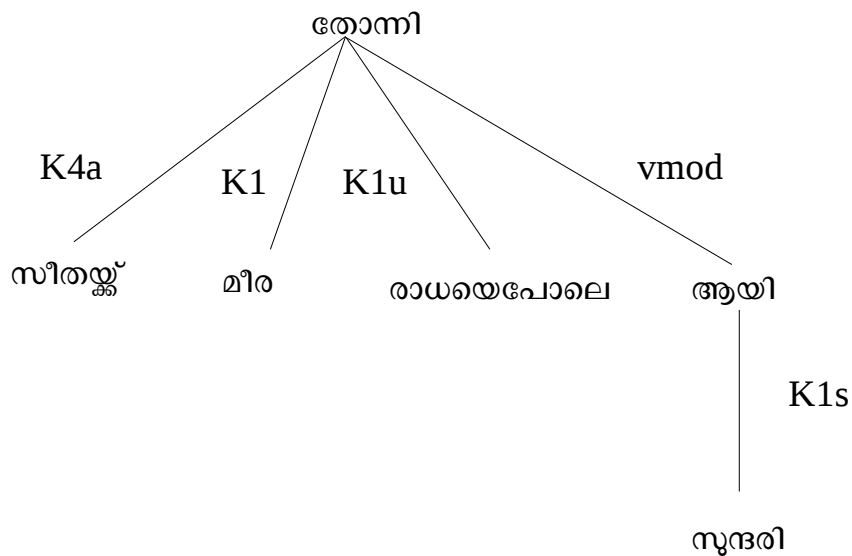 തോന്നി
K4a
K1
K1u
vmod
സീതയ്ക്ക്
മീര
രാധയെപോലെ
ആയി
K1s
സുന്ദരി